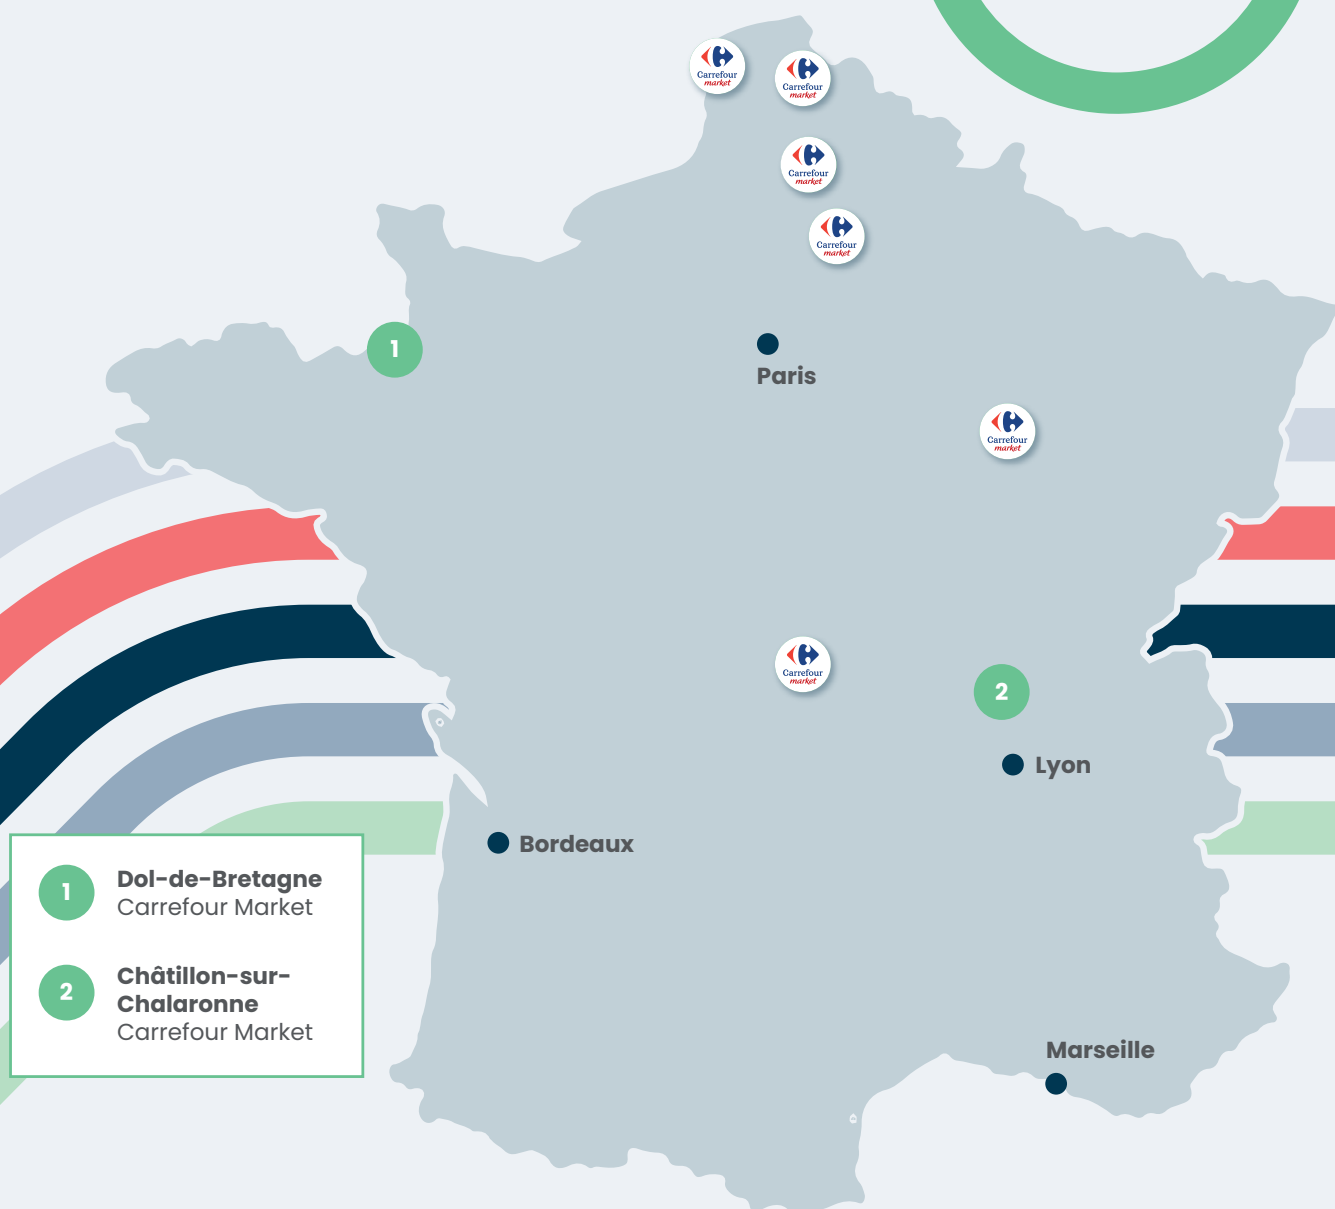 Carrefour
market
Carrefour
market
Carrefour
market
Carrefour
market
1
Paris
Carrefour
market
Carrefour
market
2
Lyon
Bordeaux
1
Dol-de-Bretagne
Carrefour Market
2
Châtillon-sur-
Chalaronne
Carrefour Market
Marseille